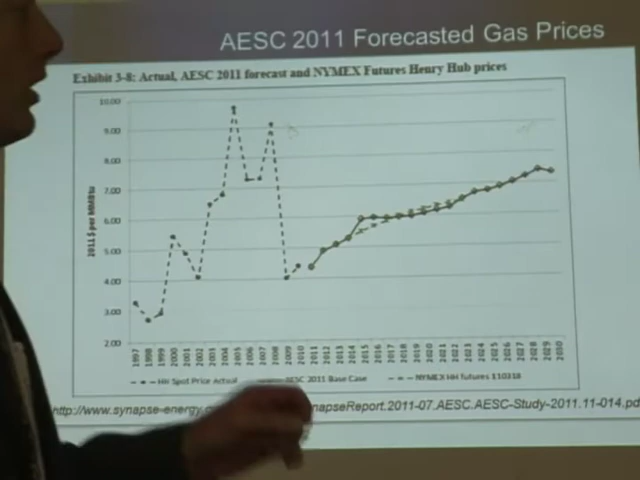 AESC 2011 Forecasted Gas Prices
Exhibit 3-8: Actual, AESC 2011 forecast and NYMEX Futures Henry Hub prices
10.00
9.00
8.00
7.00
6.00
5.00
4.00
3.00
2.00
2011 $ per MMBtu
1997 1998 1999 2000 2001 2002 2003 2004 2005 2006 2007 2008 2009 2010 2011 2012 2013 2014 2015 2016 2017 2018 2019 2020 2021 2022 2023 2024 2025 2026 2027 2028 2029 2030
HH Spot Price Actual AESC 2011 Base Case NYMEX HH Futures 110318
http://www.synapse-energy. napseReport.2011-07.AESC.AESC-Study-2011.11-014.pd